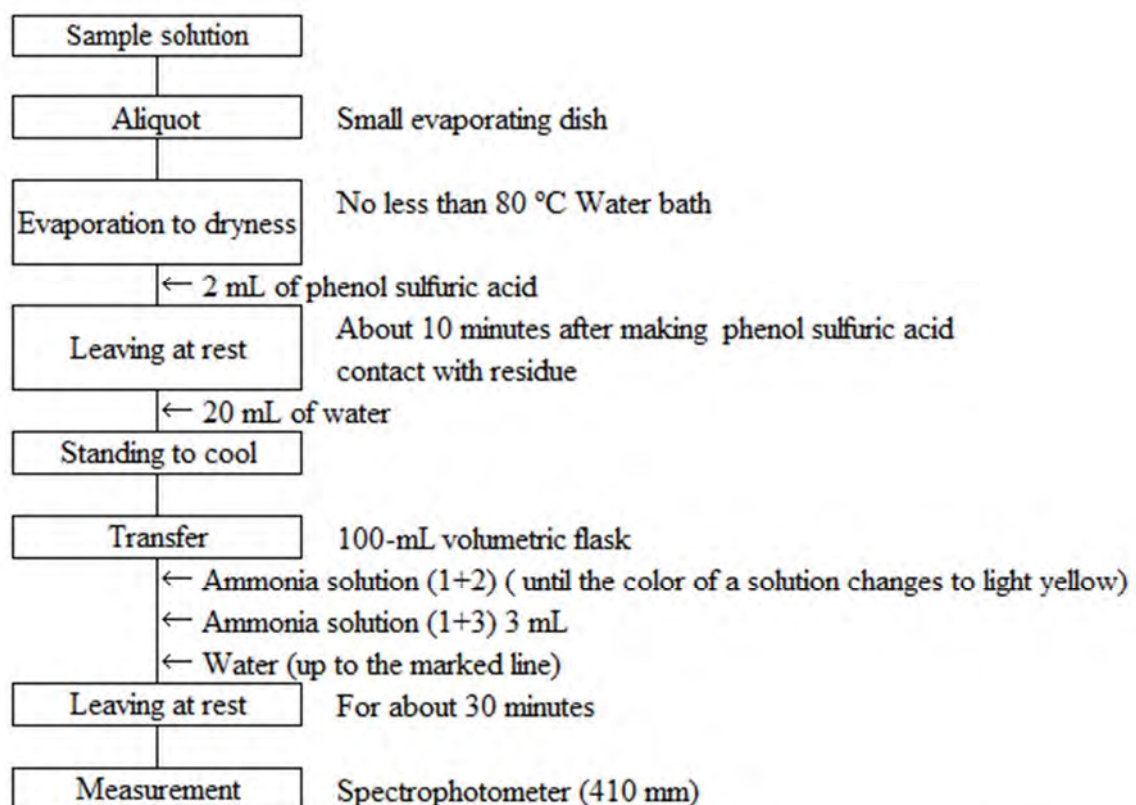 Sample solution
Aliquot Small evaporating dish
Evaporation to dryness No less than 80 ºC Water bath
← 2 mL of phenol sulfuric acid
Leaving at rest About 10 minutes after making phenol sulfuric acid
contact with residue
← 20 mL of water
Standing to cool
Transfer 100-mL volumetric flask
← Ammonia solution (1+2) ( until the color of a solution changes to light yellow)
← Ammonia solution (1+3) 3 mL
← Water (up to the marked line)
Leaving at rest For about 30 minutes
Measurement Spectrophotometer (410 mm)